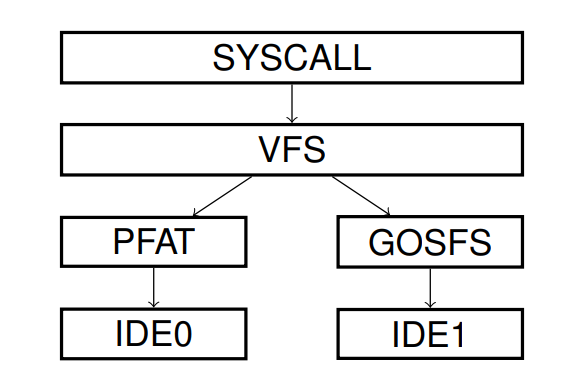 SYSCALL
VFS
PFAT
GOSFS
IDE0
IDE1